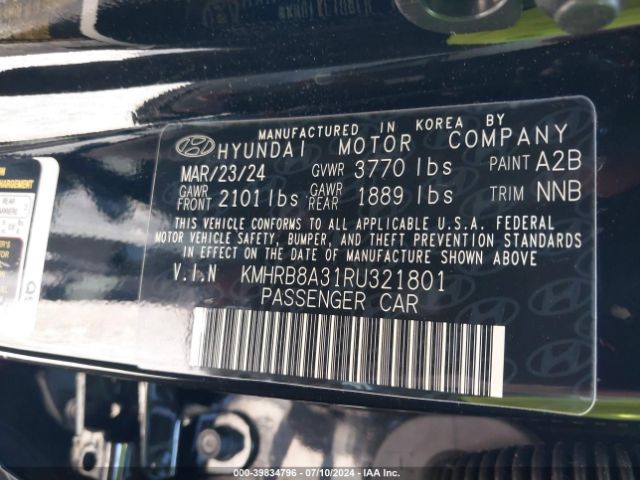 MANUFACTURED IN KOREA BY
HYUNDAI MOTOR COMPANY
MAR/23/24 GVWR 3770 lbs PAINT A2B
GAWR FRONT 2101 lbs GAWR REAR 1889 lbs TRIM NNB
THIS VEHICLE CONFORMS TO ALL APPLICABLE U.S.A. FEDERAL
MOTOR VEHICLE SAFETY, BUMPER, AND THEFT PREVENTION STANDARDS
IN EFFECT ON THE DATE OF MANUFACTURE SHOWN ABOVE
V.I.N KMHRB8A31RU321801
PASSENGER CAR
000-39834796 - 07/10/2024 - IAA Inc.